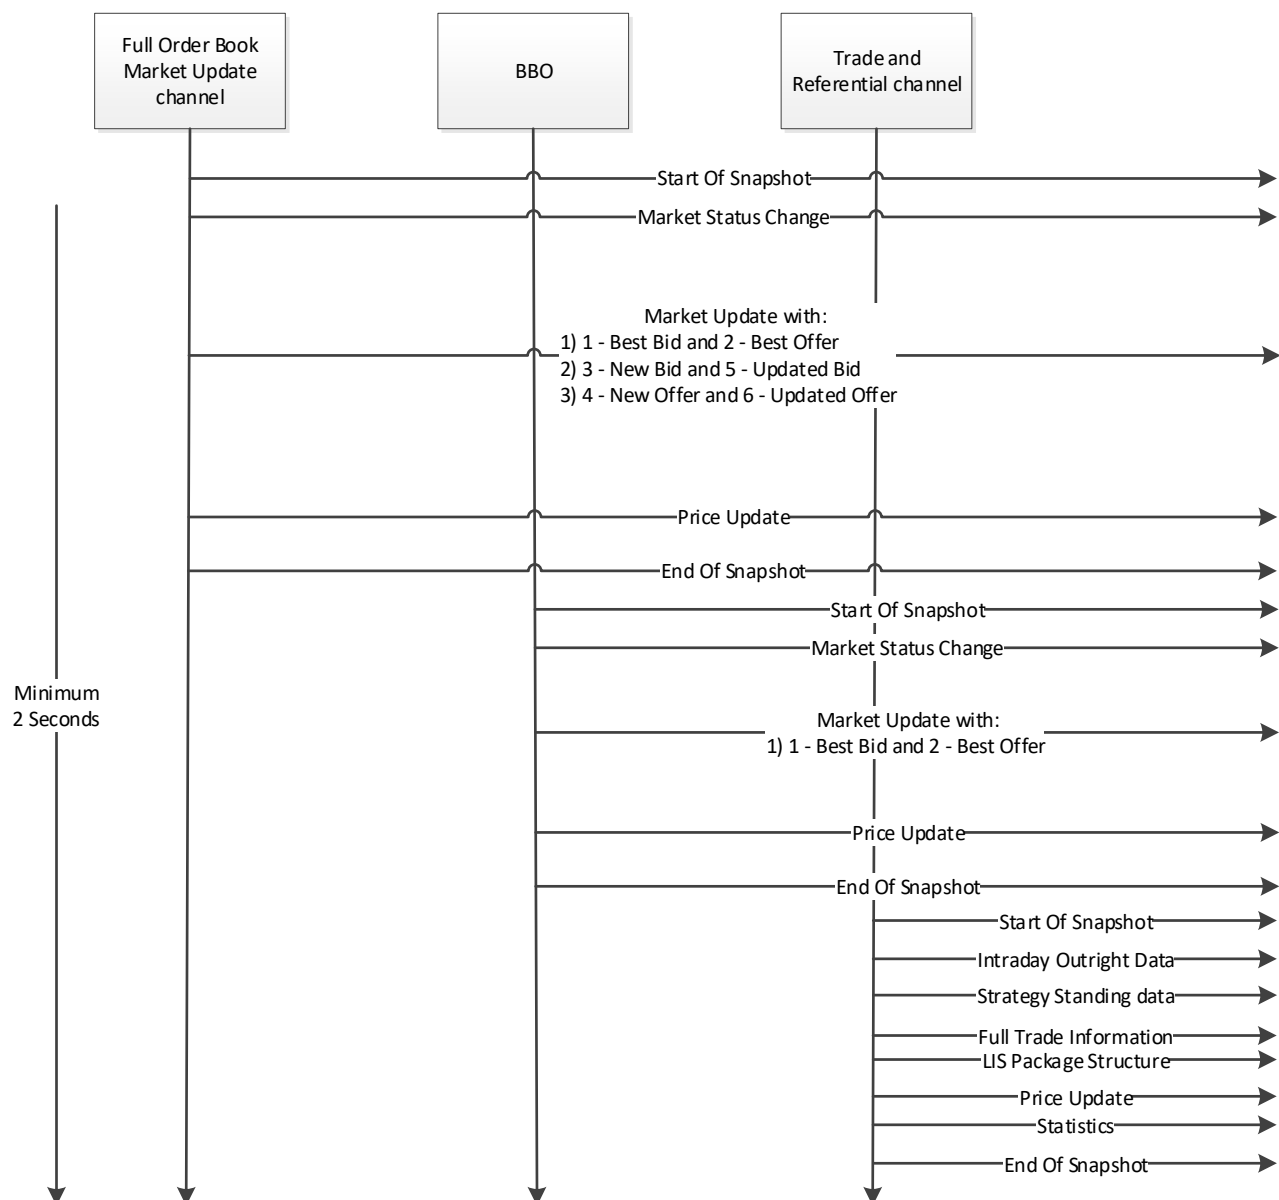 Full Order Book
Market Update
channel
BBO
Trade and
Referential channel
Start Of Snapshot
Market Status Change
Market Update with:
1) 1 - Best Bid and 2 - Best Offer
2) 3 - New Bid and 5 - Updated Bid
3) 4 - New Offer and 6 - Updated Offer
Price Update
End Of Snapshot
Start Of Snapshot
Market Status Change
Minimum
2 Seconds
Market Update with:
1) 1 - Best Bid and 2 - Best Offer
Price Update
End Of Snapshot
Start Of Snapshot
Intraday Outright Data
Strategy Standing data
Full Trade Information
LIS Package Structure
Price Update
Statistics
End Of Snapshot